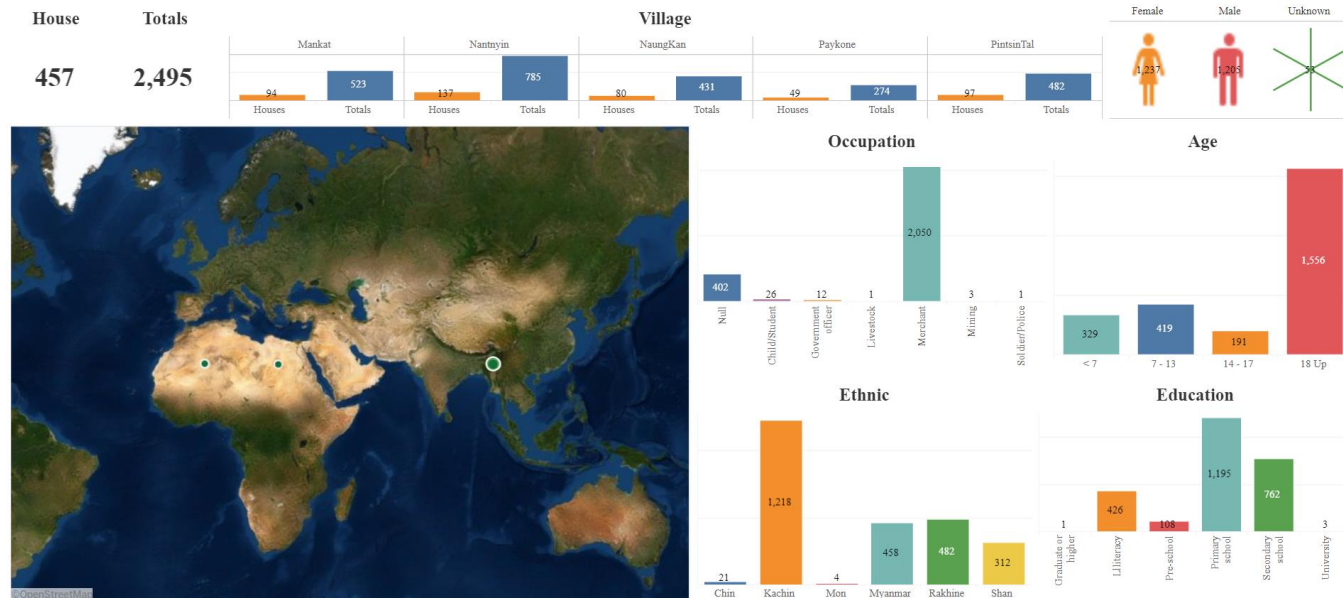 House Totals Village Female Male Unknown
Mankat Nantnyin NaungKan Paykone PintsinTal
457 2,495
94 523 137 785 80 431 49 274 97 482 1,237 1,205 53
Houses Totals Houses Totals Houses Totals Houses Totals Houses Totals
Occupation
402 26 12 1 2,050 3 1
Null
Child/Student
Government
officer
Livestock
Merchant
Mining
Soldier/Police
Age
329 419 191 1,556
< 7 7 - 13 14 - 17 18 Up
Ethnic
21 1,218 4 458 482 312
Chin Kachin Mon Myanmar Rakhine Shan
Education
1 426 108 1,195 762 3
Graduate or
higher
LIliteracy
Pre-school
Primary
school
Secondary
school
University
©OpenStreetMap